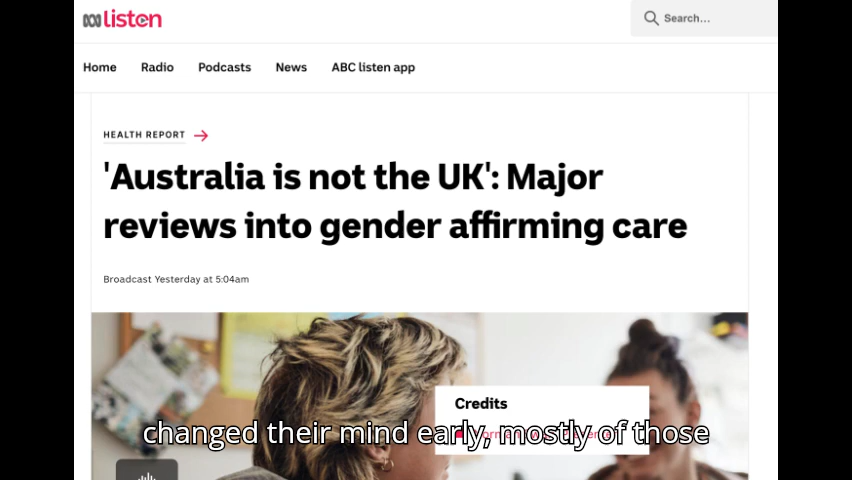 listen
Search...
Home Radio Podcasts News ABC listen app
HEALTH REPORT
'Australia is not the UK': Major
reviews into gender affirming care
Broadcast Yesterday at 5:04am
Credits
changed their mind early, mostly of those